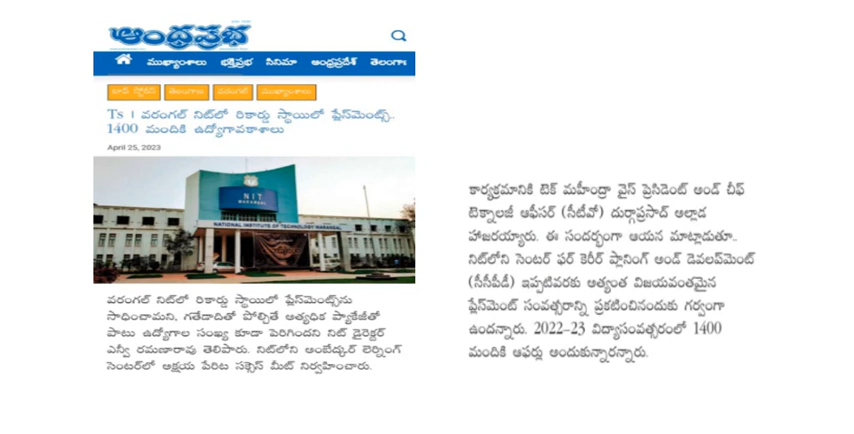 ఆంధ్రప్రభ
ముఖ్యాంశాలు భక్తిప్రభ సినిమా ఆంధ్రప్రదేశ్ తెలంగాణ
టాప్ స్టోరీస్ తెలంగాణ వరంగల్ ముఖ్యాంశాలు
Ts । వరంగల్ నిట్‌లో రికార్డు స్థాయిలో ప్లేస్‌మెంట్స్..
1400 మందికి ఉద్యోగావకాశాలు
April 25, 2023
NIT
WARANGAL
NATIONAL INSTITUTE OF TECHNOLOGY WARANGAL
వరంగల్ నిట్‌లో రికార్డు స్థాయిలో ప్లేస్‌మెంట్స్‌ను
సాధించామని, గతేడాదితో పోల్చితే అత్యధిక ప్యాకేజీతో
పాటు ఉద్యోగాల సంఖ్య కూడా పెరిగిందని నిట్ డైరెక్టర్
ఎన్వీ రమణారావు తెలిపారు. నిట్‌లోని అంబేద్కర్ లెర్నింగ్
సెంటర్‌లో అక్షయ పేరిట సక్సెస్ మీట్ నిర్వహించారు.
కార్యక్రమానికి టెక్ మహీంద్రా వైస్ ప్రెసిడెంట్ అండ్ చీఫ్
టెక్నాలజీ ఆఫీసర్ (సీటీవో) దుర్గాప్రసాద్ అల్లాడ
హాజరయ్యారు. ఈ సందర్భంగా ఆయన మాట్లాడుతూ..
నిట్‌లోని సెంటర్ ఫర్ కెరీర్ ప్లానింగ్ అండ్ డెవలప్‌మెంట్
(సీసీపీడీ) ఇప్పటివరకు అత్యంత విజయవంతమైన
ప్లేస్‌మెంట్ సంవత్సరాన్ని ప్రకటించినందుకు గర్వంగా
ఉందన్నారు. 2022-23 విద్యాసంవత్సరంలో 1400
మందికి ఆఫర్లు అందుకున్నారన్నారు.